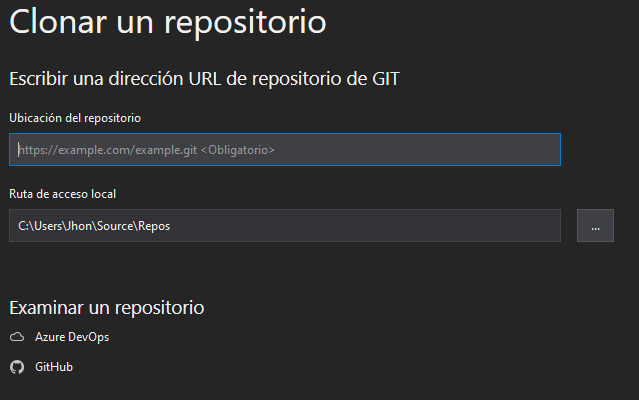 Clonar un repositorio
Escribir una dirección URL de repositorio de GIT
Ubicación del repositorio
https://example.com/example.git <Obligatorio>
Ruta de acceso local
C:\Users\Jhon\Source\Repos
...
Examinar un repositorio
Azure DevOps
GitHub